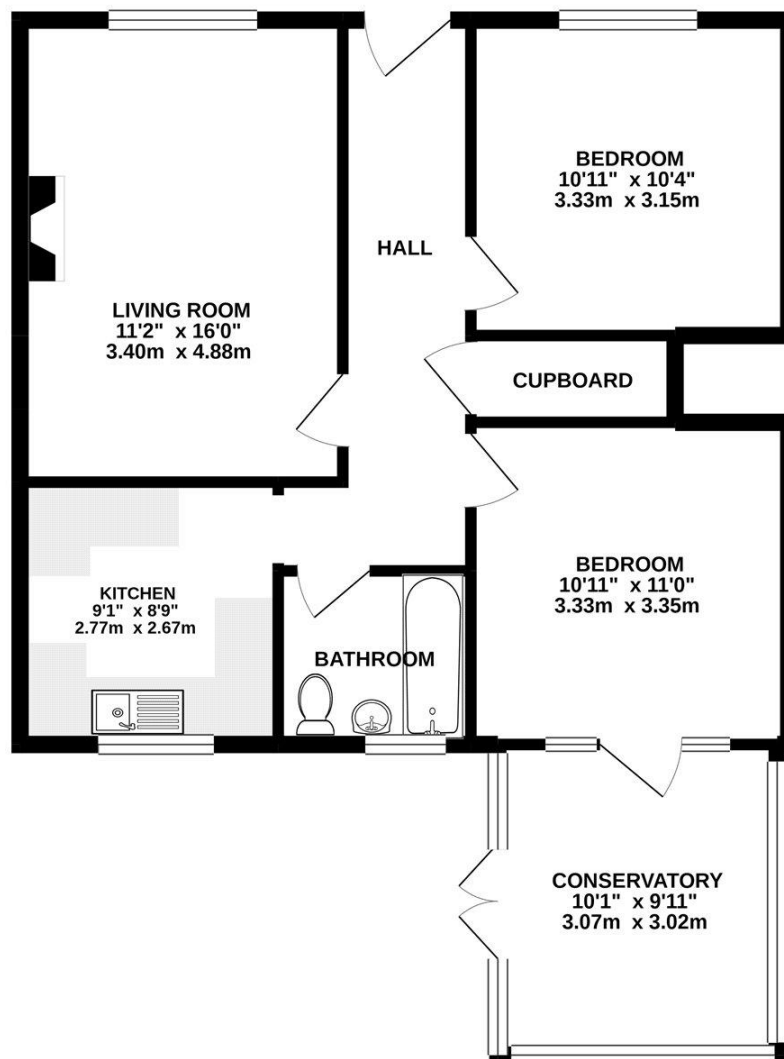 BEDROOM
10'11" x 10'4"
3.33m x 3.15m
HALL
LIVING ROOM
11'2" x 16'0"
3.40m x 4.88m
CUPBOARD
BEDROOM
10'11" x 11'0"
3.33m x 3.35m
KITCHEN
9'1" x 8'9"
2.77m x 2.67m
BATHROOM
CONSERVATORY
10'1" x 9'11"
3.07m x 3.02m